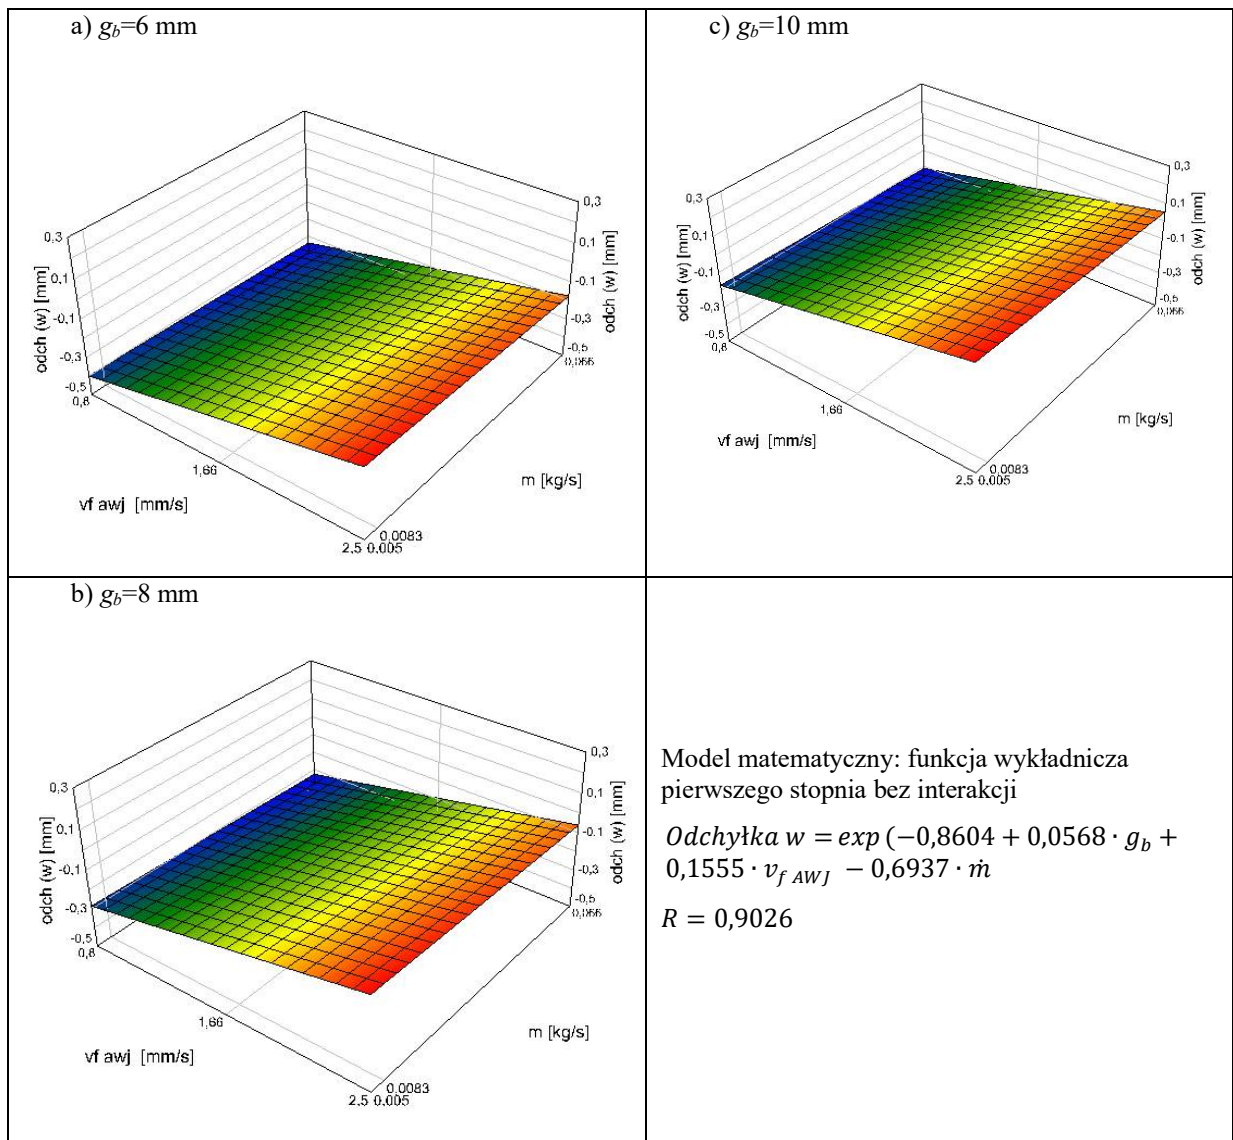 a) g_b=6 mm
0,3
0,1
-0.1
-0.3
-0.5
odch (w) [mm]
0,8
1,66
2.5
vf awj [mm/s]
0.005
0,0083
0,066
m [kg/s]
0,3
0.1
-0.1
-0.3
-0.5
odch (w) [mm]
c) g_b=10 mm
0,3
0.1
-0.1
-0.3
-0.5
odch (w) [mm]
0,8
1,66
2.5
vf awj [mm/s]
0.005
0,0083
0,066
m [kg/s]
0.3
0.1
-0.1
-0.3
-0.5
odch (w) [mm]
b) g_b=8 mm
0,3
0,1
-0.1
-0.3
-0.5
odch (w) [mm]
0,8
1,66
2.5
vf awj [mm/s]
0.005
0,0083
0,066
m [kg/s]
0,3
0.1
-0.1
-0.3
-0.5
odch (w) [mm]
Model matematyczny: funkcja wykładnicza
pierwszego stopnia bez interakcji
Odchyłka w = exp (−0,8604 + 0,0568 · g_b +
0,1555 · v_{f AWJ} − 0,6937 · ṁ
R = 0,9026